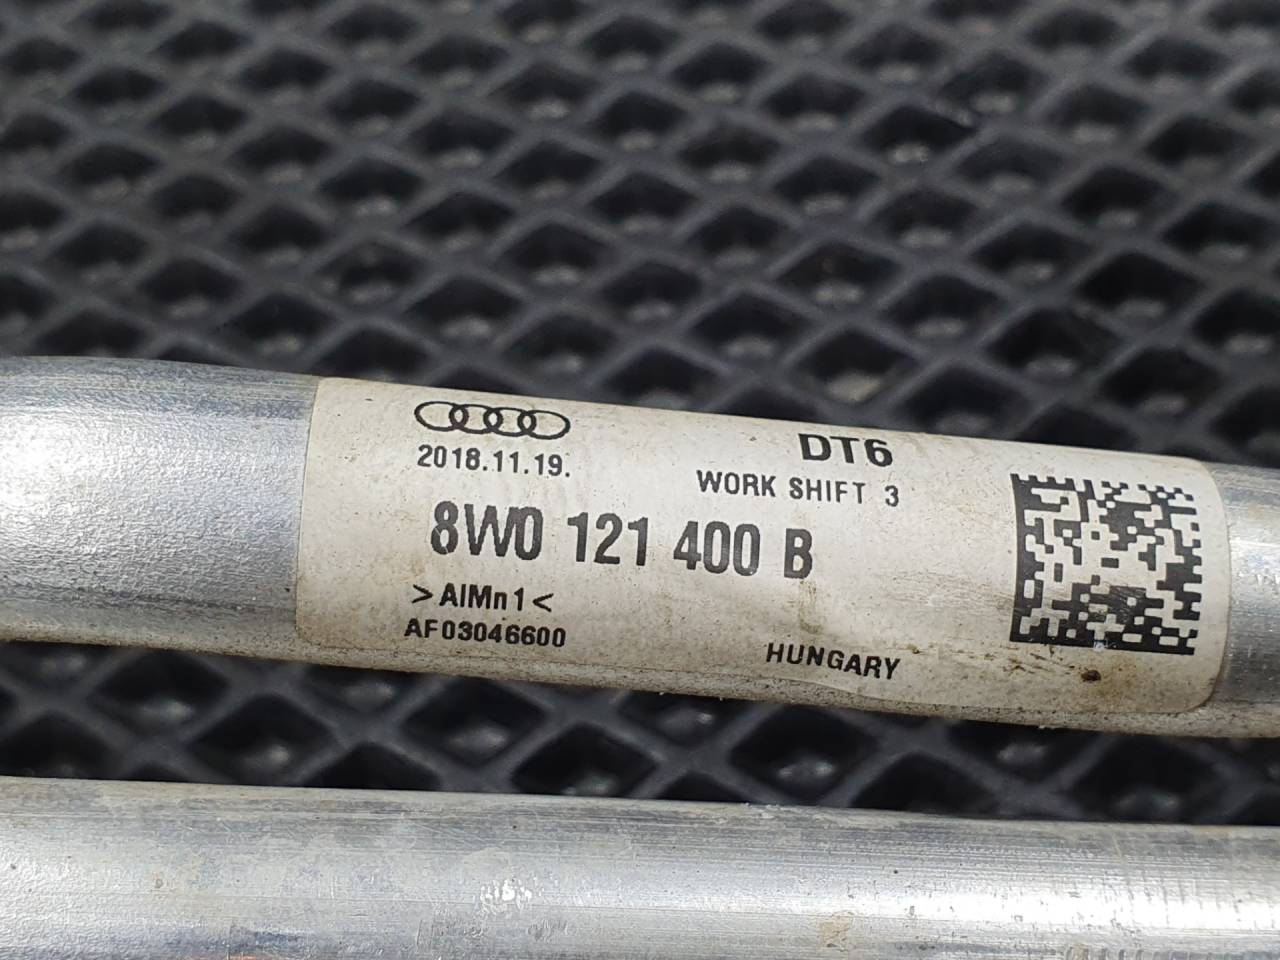 DT6
2018.11.19.
WORK SHIFT 3
8W0 121 400 B
>AlMn1<
AF03046600
HUNGARY